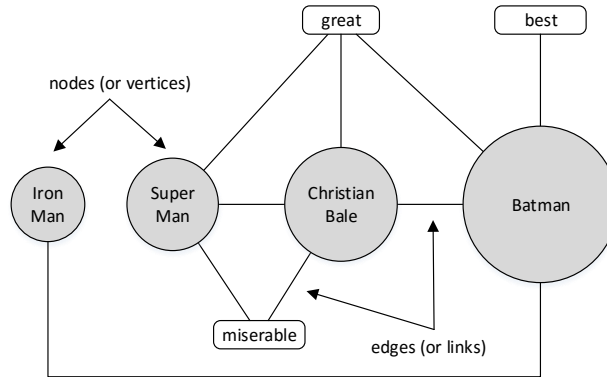 great
best
nodes (or vertices)
Iron
Man
Super
Man
Christian
Bale
Batman
miserable
edges (or links)